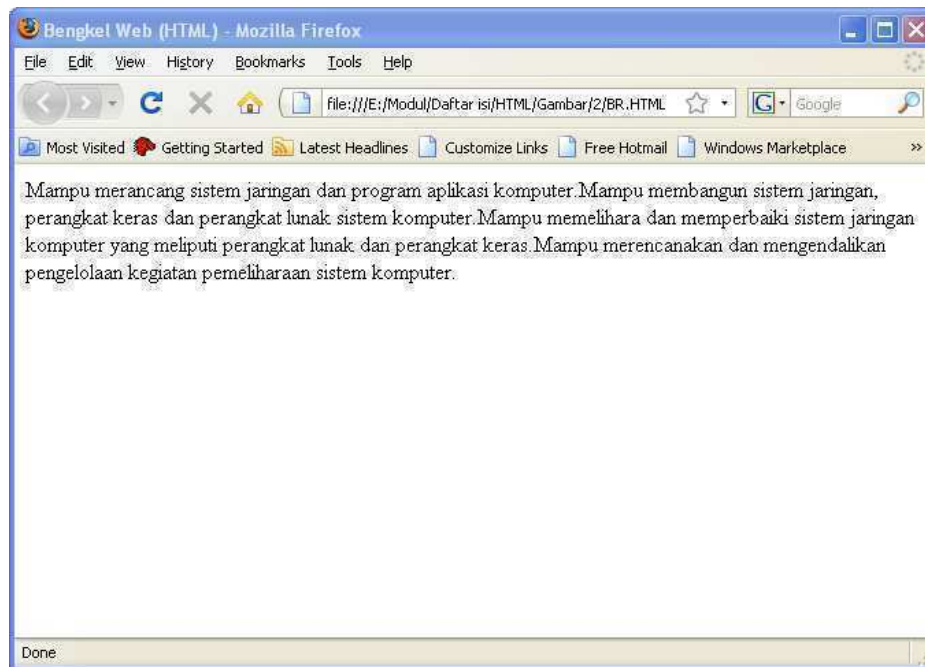 Bengkel Web (HTML) - Mozilla Firefox
File Edit View History Bookmarks Tools Help
file:///E:/Modul/Daftar isi/HTML/Gambar/2/BR.HTML G Google
Most Visited Getting Started Latest Headlines Customize Links Free Hotmail Windows Marketplace »
Mampu merancang sistem jaringan dan program aplikasi komputer.Mampu membangun sistem jaringan,
perangkat keras dan perangkat lunak sistem komputer.Mampu memelihara dan memperbaiki sistem jaringan
komputer yang meliputi perangkat lunak dan perangkat keras.Mampu merencanakan dan mengendalikan
pengelolaan kegiatan pemeliharaan sistem komputer.
Done